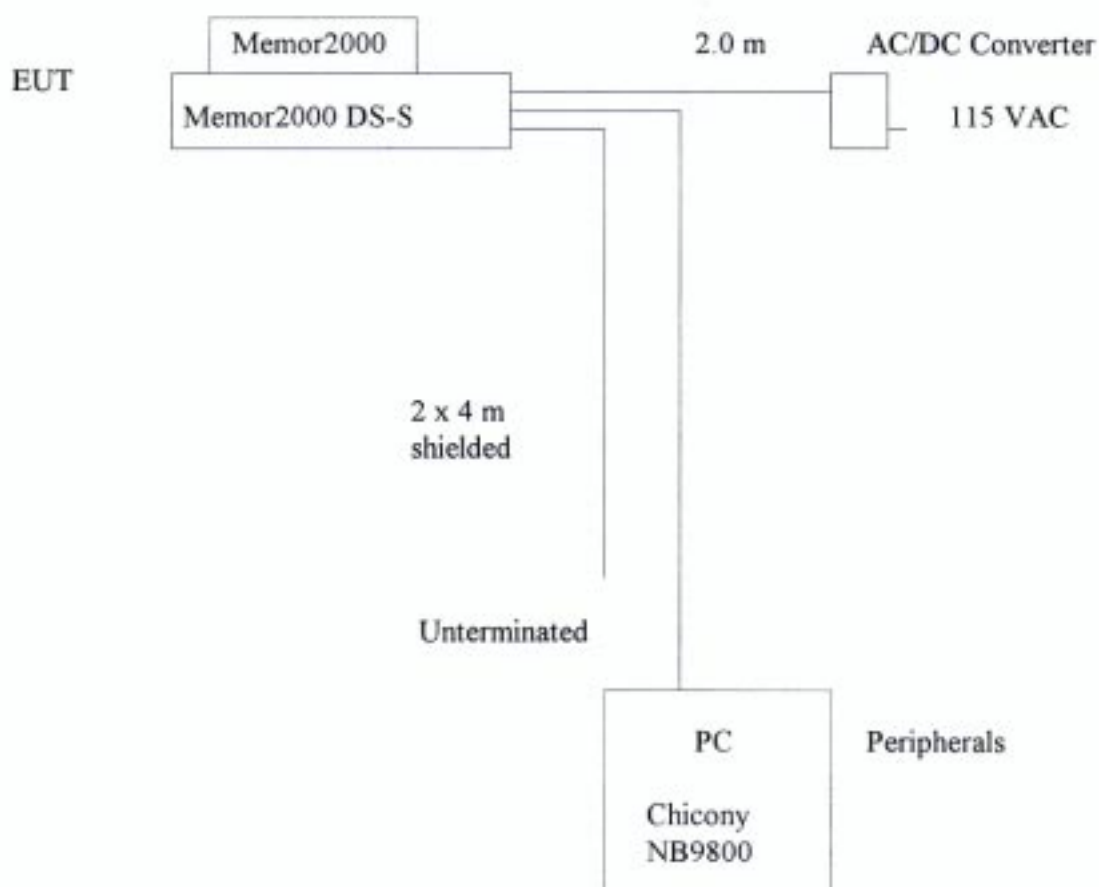 Memor2000
2.0 m
AC/DC Converter
EUT
Memor2000 DS-S
115 VAC
2 x 4 m
shielded
Unterminated
PC
Peripherals
Chicony
NB9800